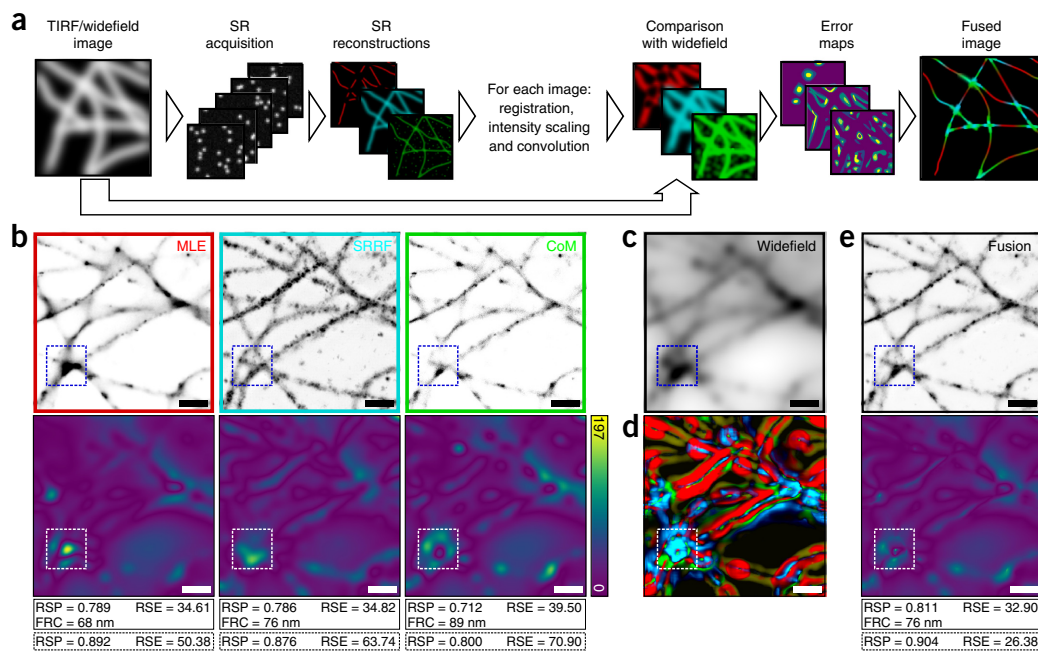 a
TIRF/widefield
image
SR
acquisition
SR
reconstructions
For each image:
registration,
intensity scaling
and convolution
Comparison
with widefield
Error
maps
Fused
image
b
MLE
SRRF
CoM
197
0
RSP = 0.789 RSE = 34.61
FRC = 68 nm
RSP = 0.892 RSE = 50.38
RSP = 0.786 RSE = 34.82
FRC = 76 nm
RSP = 0.876 RSE = 63.74
RSP = 0.712 RSE = 39.50
FRC = 89 nm
RSP = 0.800 RSE = 70.90
c
Widefield
d
e
Fusion
RSP = 0.811 RSE = 32.90
FRC = 76 nm
RSP = 0.904 RSE = 26.38